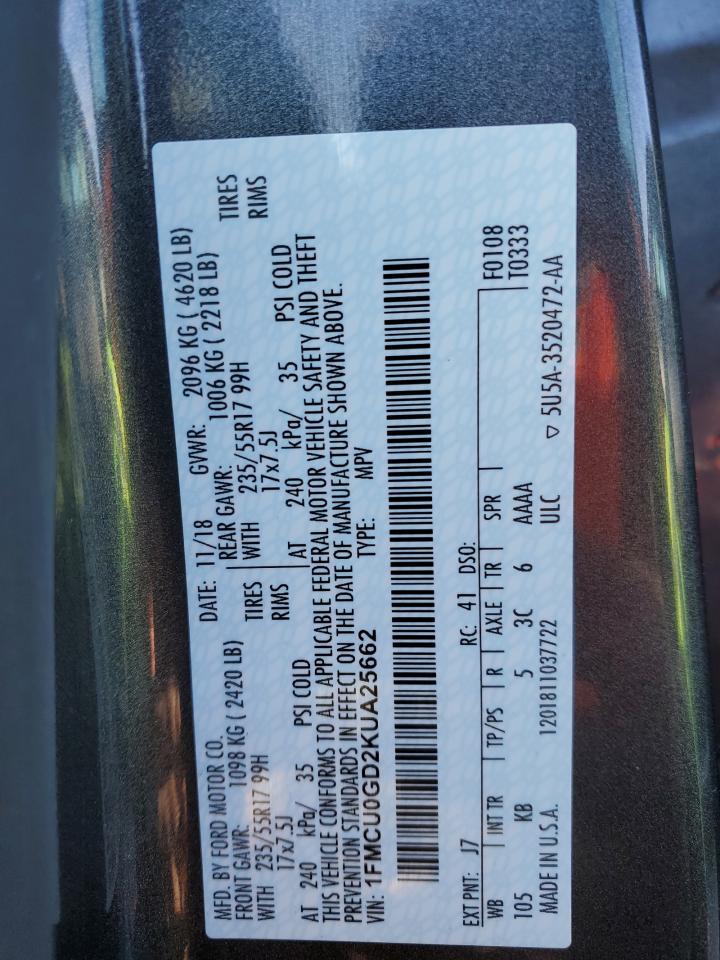 MFD. BY FORD MOTOR CO.
DATE: 11/18 GVWR: 2096 KG ( 4620 LB)
FRONT GAWR: 1098 KG ( 2420 LB) REAR GAWR: 1006 KG ( 2218 LB)
WITH 235/55R17 99H TIRES WITH 235/55R17 99H TIRES
17x7.5J RIMS 17x7.5J RIMS
AT 240 kPa/ 35 PSI COLD AT 240 kPa/ 35 PSI COLD
THIS VEHICLE CONFORMS TO ALL APPLICABLE FEDERAL MOTOR VEHICLE SAFETY AND THEFT
PREVENTION STANDARDS IN EFFECT ON THE DATE OF MANUFACTURE SHOWN ABOVE.
VIN: 1FMCU0GD2KUA25662 TYPE: MPV
EXT PNT: J7 RC: 41 DSO: F0108
WB INT TR TP/PS R AXLE TR SPR T0333
105 KB 5 3C 6 AAAA
MADE IN U.S.A. 1201811037722 ULC ▽ 5U5A-3520472-AA